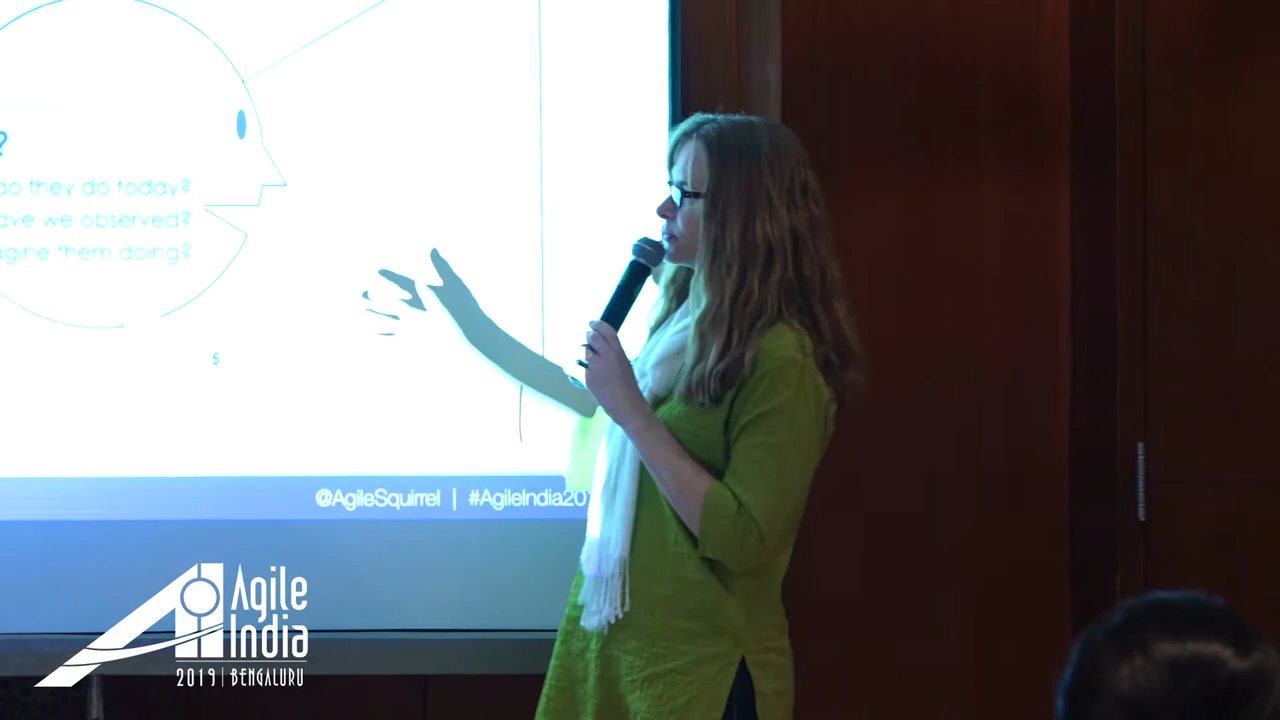 ?
do they do today?
ave we observed?
agine them doing?
5
@AgileSquirrel | #AgileIndia20
Agile
India
2019 | BENGALURU